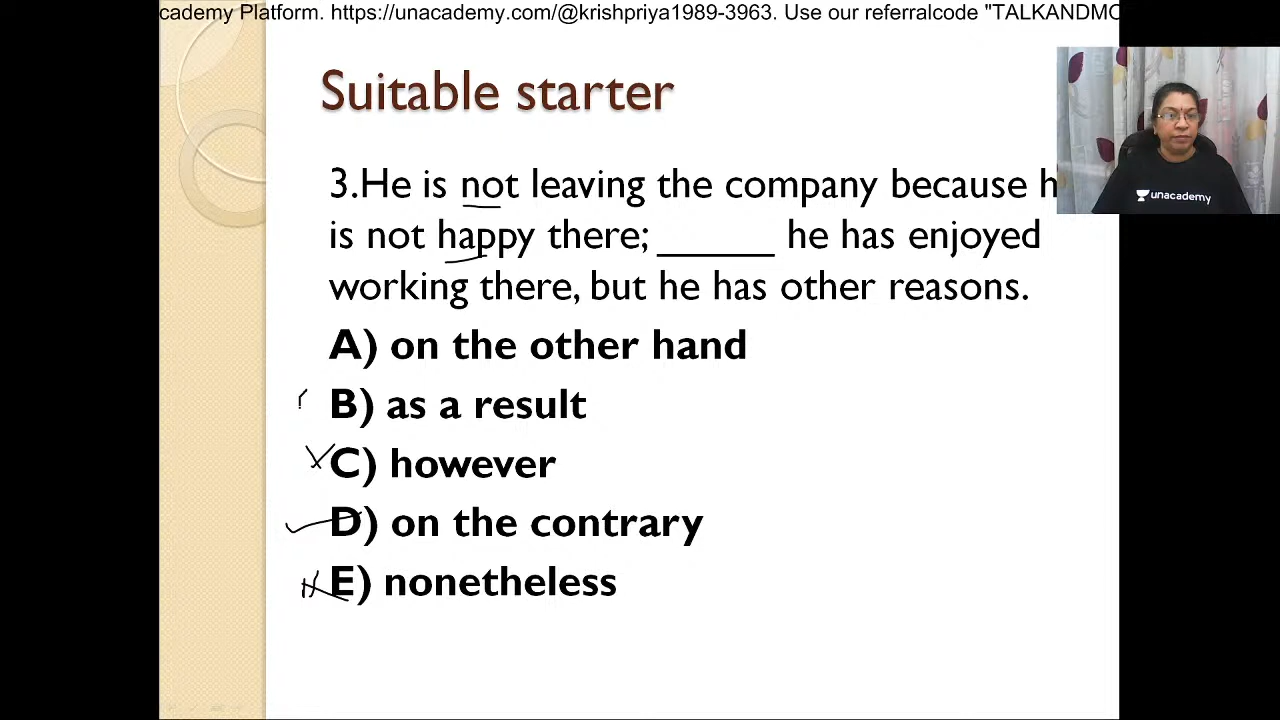 cademy Platform. https://unacademy.com/@krishpriya1989-3963. Use our referralcode "TALKANDMO
Suitable starter
3.He is not leaving the company because h
unacademy
is not happy there; ______ he has enjoyed
working there, but he has other reasons.
A) on the other hand
B) as a result
C) however
D) on the contrary
E) nonetheless